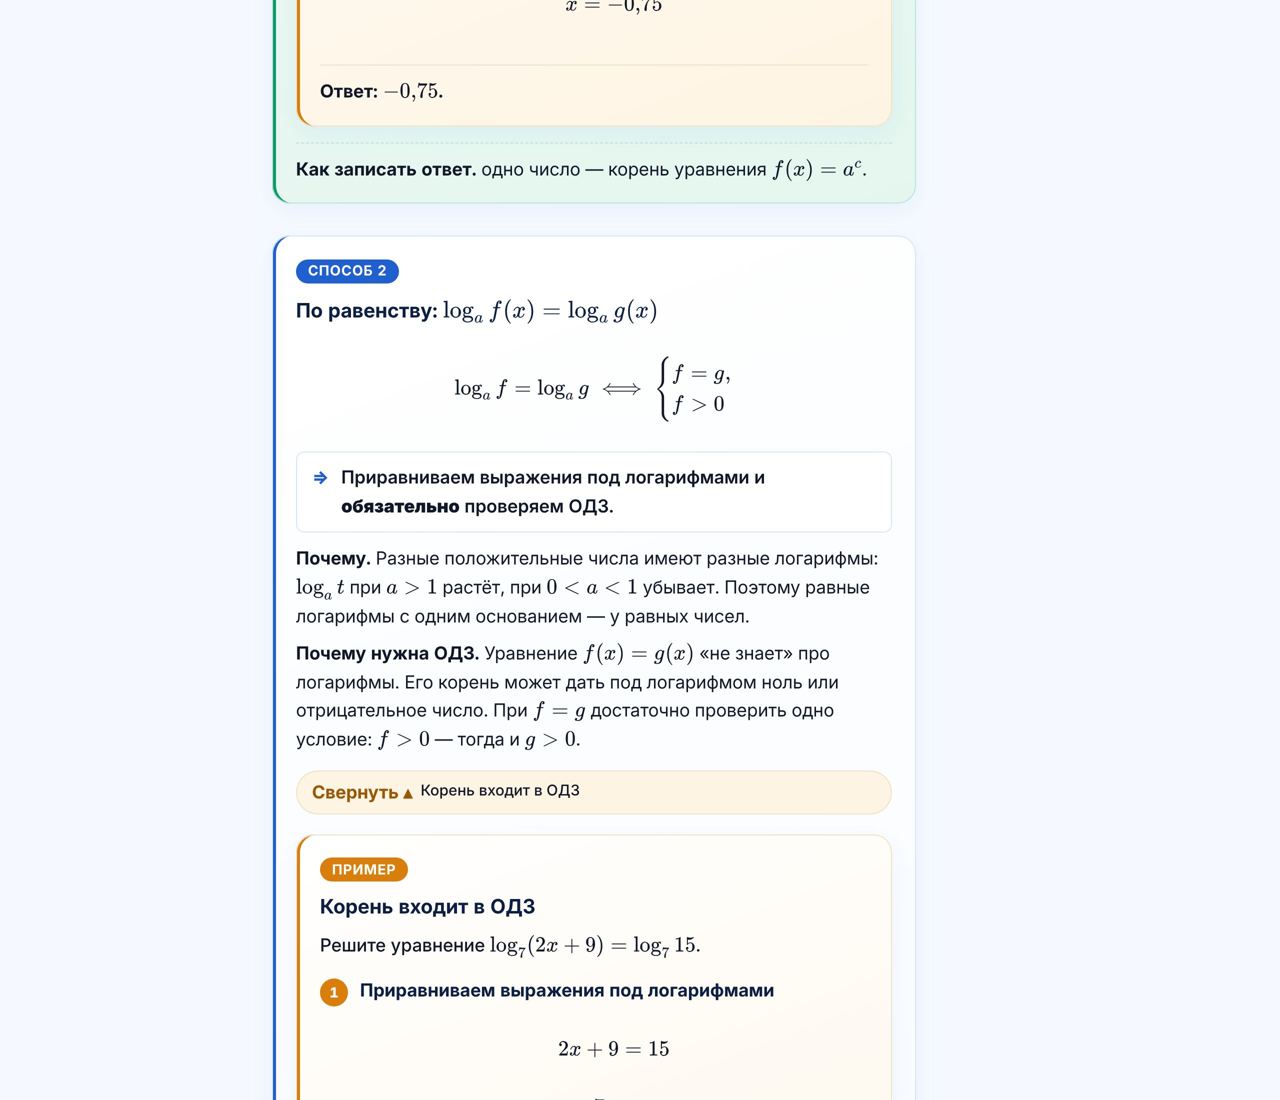 x = −0,75
Ответ: −0,75.
Как записать ответ. одно число — корень уравнения f(x) = a^c.
СПОСОБ 2
По равенству: log_a f(x) = log_a g(x)
log_a f = log_a g ⟺ { f = g,
f > 0
→ Приравниваем выражения под логарифмами и
обязательно проверяем ОДЗ.
Почему. Разные положительные числа имеют разные логарифмы:
log_a t при a > 1 растёт, при 0 < a < 1 убывает. Поэтому равные
логарифмы с одним основанием — у равных чисел.
Почему нужна ОДЗ. Уравнение f(x) = g(x) «не знает» про
логарифмы. Его корень может дать под логарифмом ноль или
отрицательное число. При f = g достаточно проверить одно
условие: f > 0 — тогда и g > 0.
Свернуть ▲ Корень входит в ОДЗ
ПРИМЕР
Корень входит в ОДЗ
Решите уравнение log_7(2x + 9) = log_7 15.
1 Приравниваем выражения под логарифмами
2x + 9 = 15